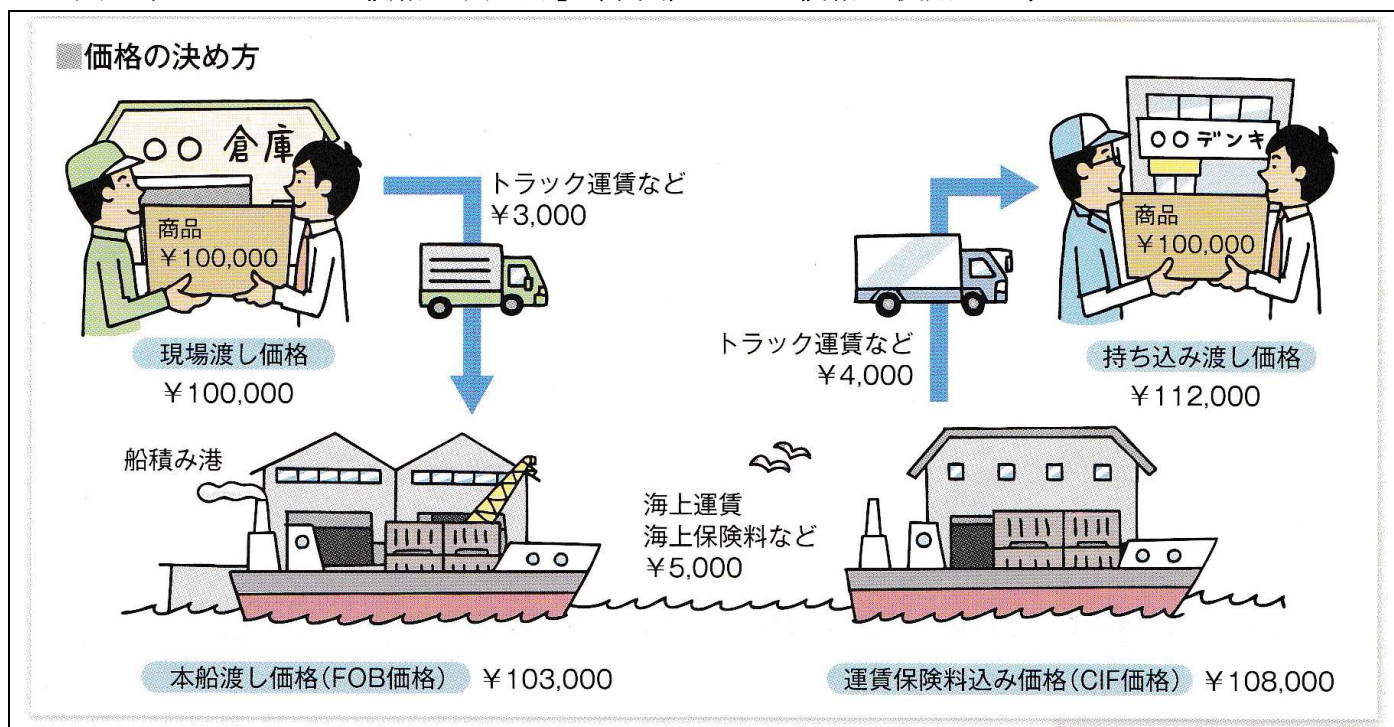 ■価格の決め方
○○ 倉庫
商品
¥100,000
現場渡し価格
¥100,000
トラック運賃など
¥3,000
船積み港
本船渡し価格(FOB価格) ¥103,000
海上運賃
海上保険料など
¥5,000
運賃保険料込み価格(CIF価格) ¥108,000
トラック運賃など
¥4,000
○○デンキ
商品
¥100,000
持ち込み渡し価格
¥112,000